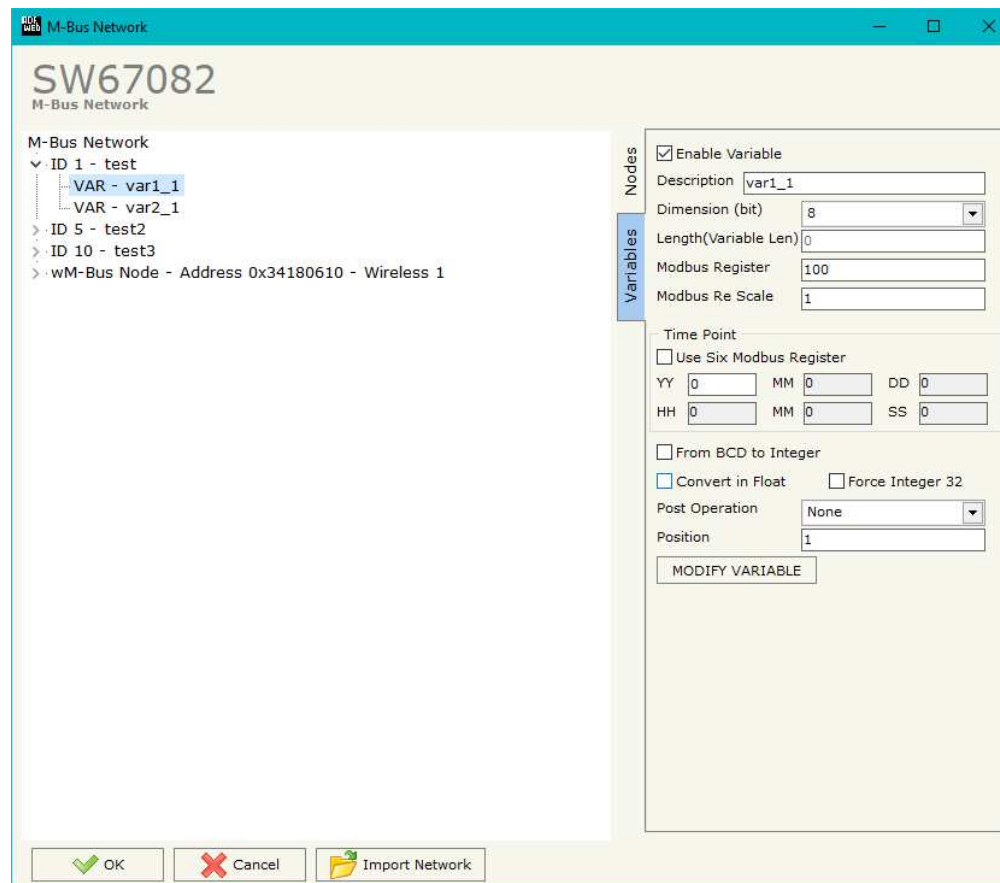 ADF WEB M-Bus Network
SW67082
M-Bus Network
M-Bus Network
ID 1 - test
VAR - var1_1
VAR - var2_1
ID 5 - test2
ID 10 - test3
wM-Bus Node - Address 0x34180610 - Wireless 1
Nodes
Variables
Enable Variable
Description var1_1
Dimension (bit) 8
Length(Variable Len) 0
Modbus Register 100
Modbus Re Scale 1
Time Point
Use Six Modbus Register
YY 0 MM 0 DD 0
HH 0 MM 0 SS 0
From BCD to Integer
Convert in Float Force Integer 32
Post Operation None
Position 1
MODIFY VARIABLE
OK Cancel Import Network